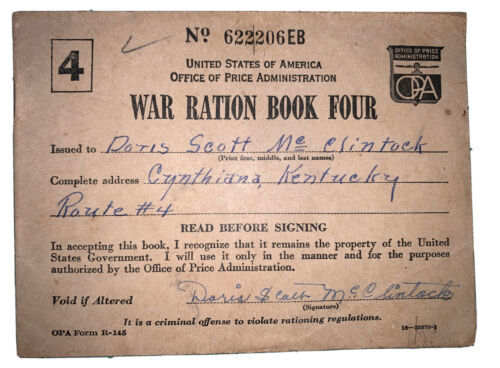 4
Nº 622206EB
UNITED STATES OF AMERICA
OFFICE OF PRICE ADMINISTRATION
OFFICE OF PRICE
ADMINISTRATION
OPA
WAR RATION BOOK FOUR
Issued to Doris Scott Mc Clintock
(Print first, middle, and last names)
Complete address Cynthiana, Kentucky
Route #4
READ BEFORE SIGNING
In accepting this book, I recognize that it remains the property of the United
States Government. I will use it only in the manner and for the purposes
authorized by the Office of Price Administration.
Void if Altered Doris Scott McClintock
(Signature)
It is a criminal offense to violate rationing regulations.
OPA Form R-145